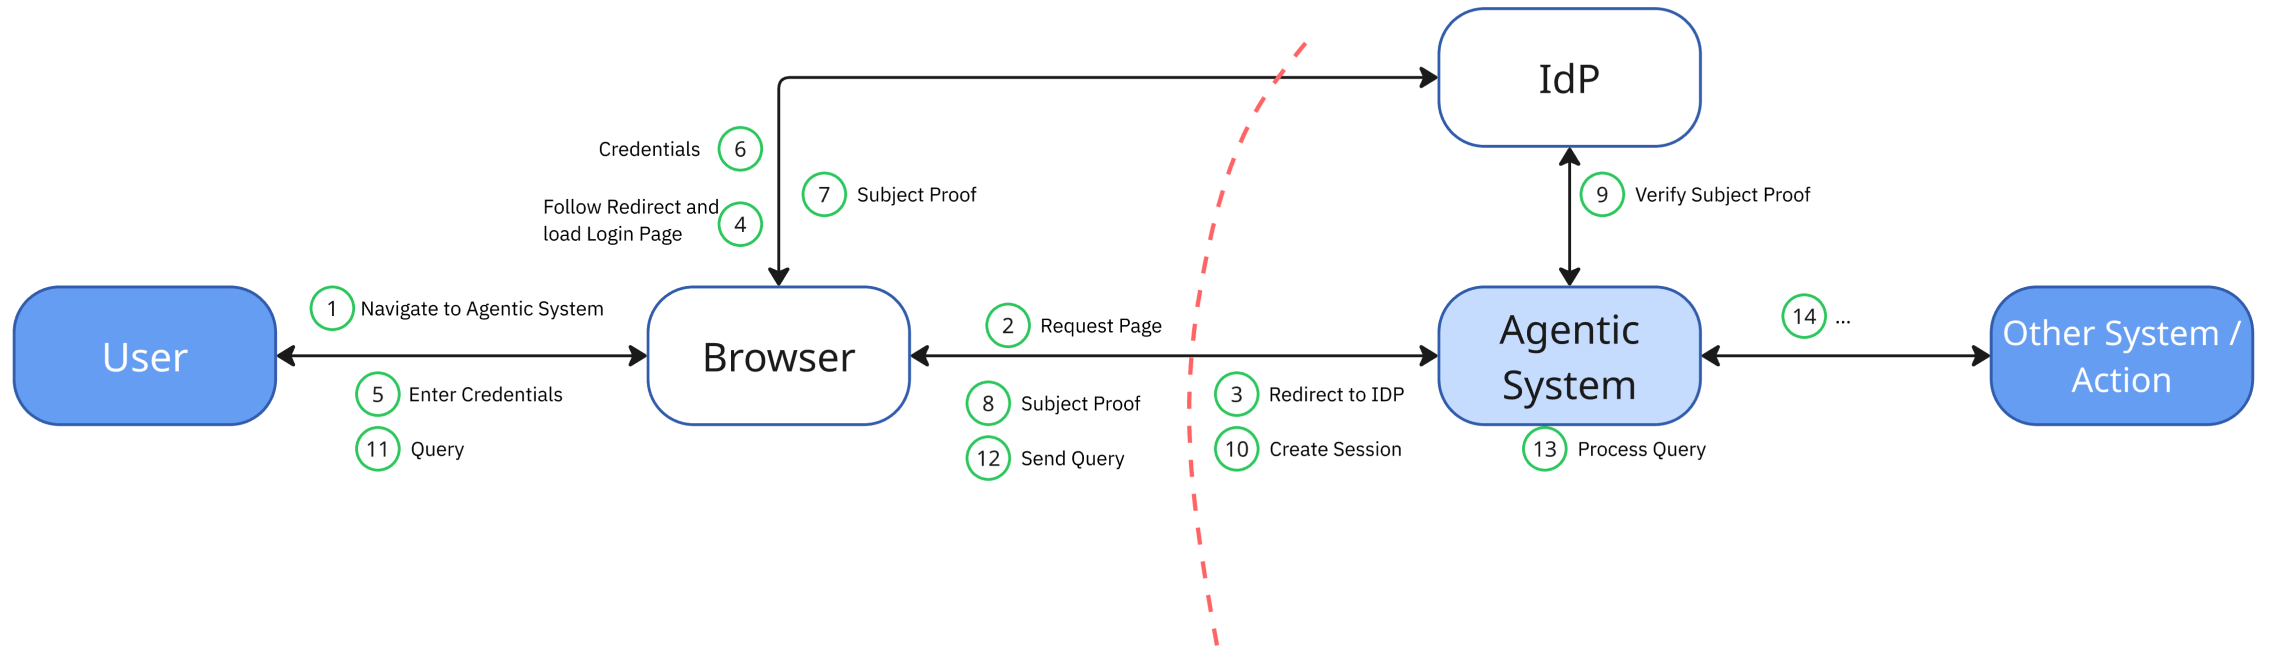 IdP
Credentials
6
7
Subject Proof
9
Verify Subject Proof
Follow Redirect and
load Login Page
4
User
1
Navigate to Agentic System
5
Enter Credentials
11
Query
Browser
2
Request Page
8
Subject Proof
12
Send Query
3
Redirect to IDP
10
Create Session
Agentic
System
13
Process Query
14
...
Other System /
Action